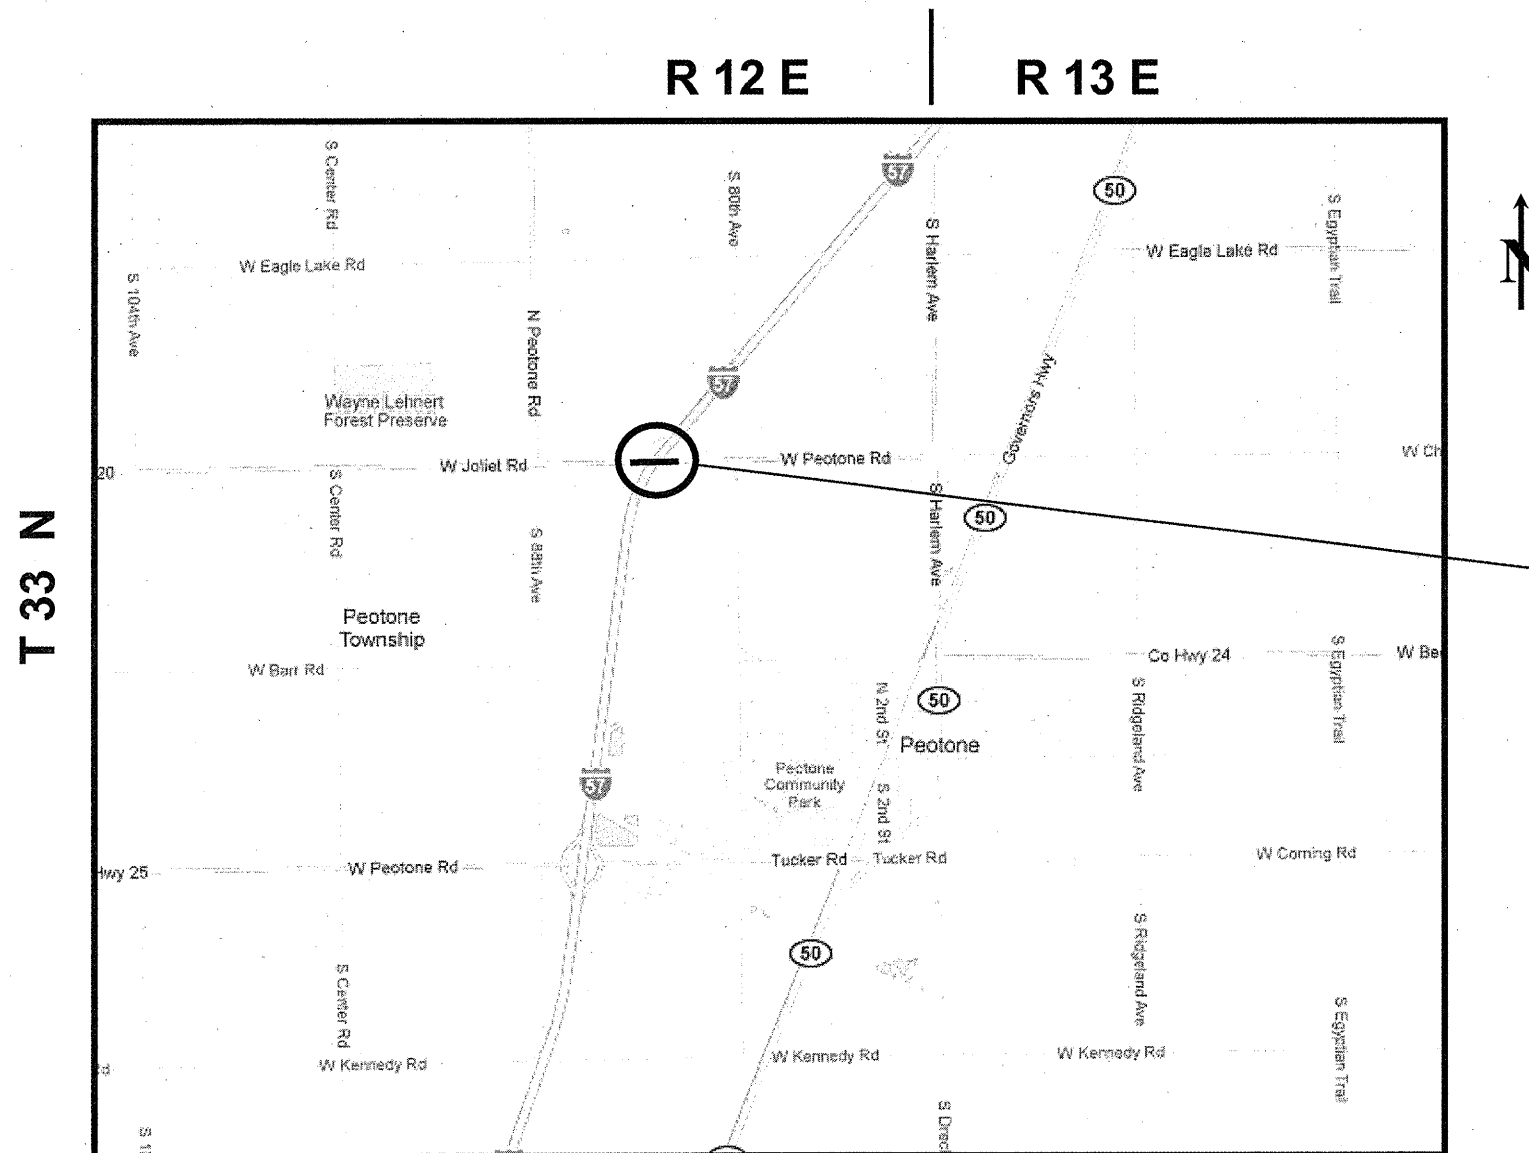 R 12 E
R 13 E
T 33 N
N
57
50
S Center Rd
S 80th Ave
S Harlem Ave
S Egyptian Trail
W Eagle Lake Rd
W Eagle Lake Rd
S 104th Ave
N Peotone Rd
57
Governors Hwy
Wayne Lehnert
Forest Preserve
20
W Joliet Rd
W Peotone Rd
W Ch
S Center Rd
S Harlem Ave
50
S 88th Ave
Peotone
Township
W Barr Rd
Co Hwy 24
S Egyptian Trail
W Be
N 2nd St
50
S Ridgeland Ave
Peotone
57
Peotone
Community
Park
S 2nd St
Hwy 25
W Peotone Rd
Tucker Rd
Tucker Rd
W Corning Rd
50
S Ridgeland Ave
S Center Rd
S Egyptian Trail
W Kennedy Rd
W Kennedy Rd
W Kennedy Rd
Rd